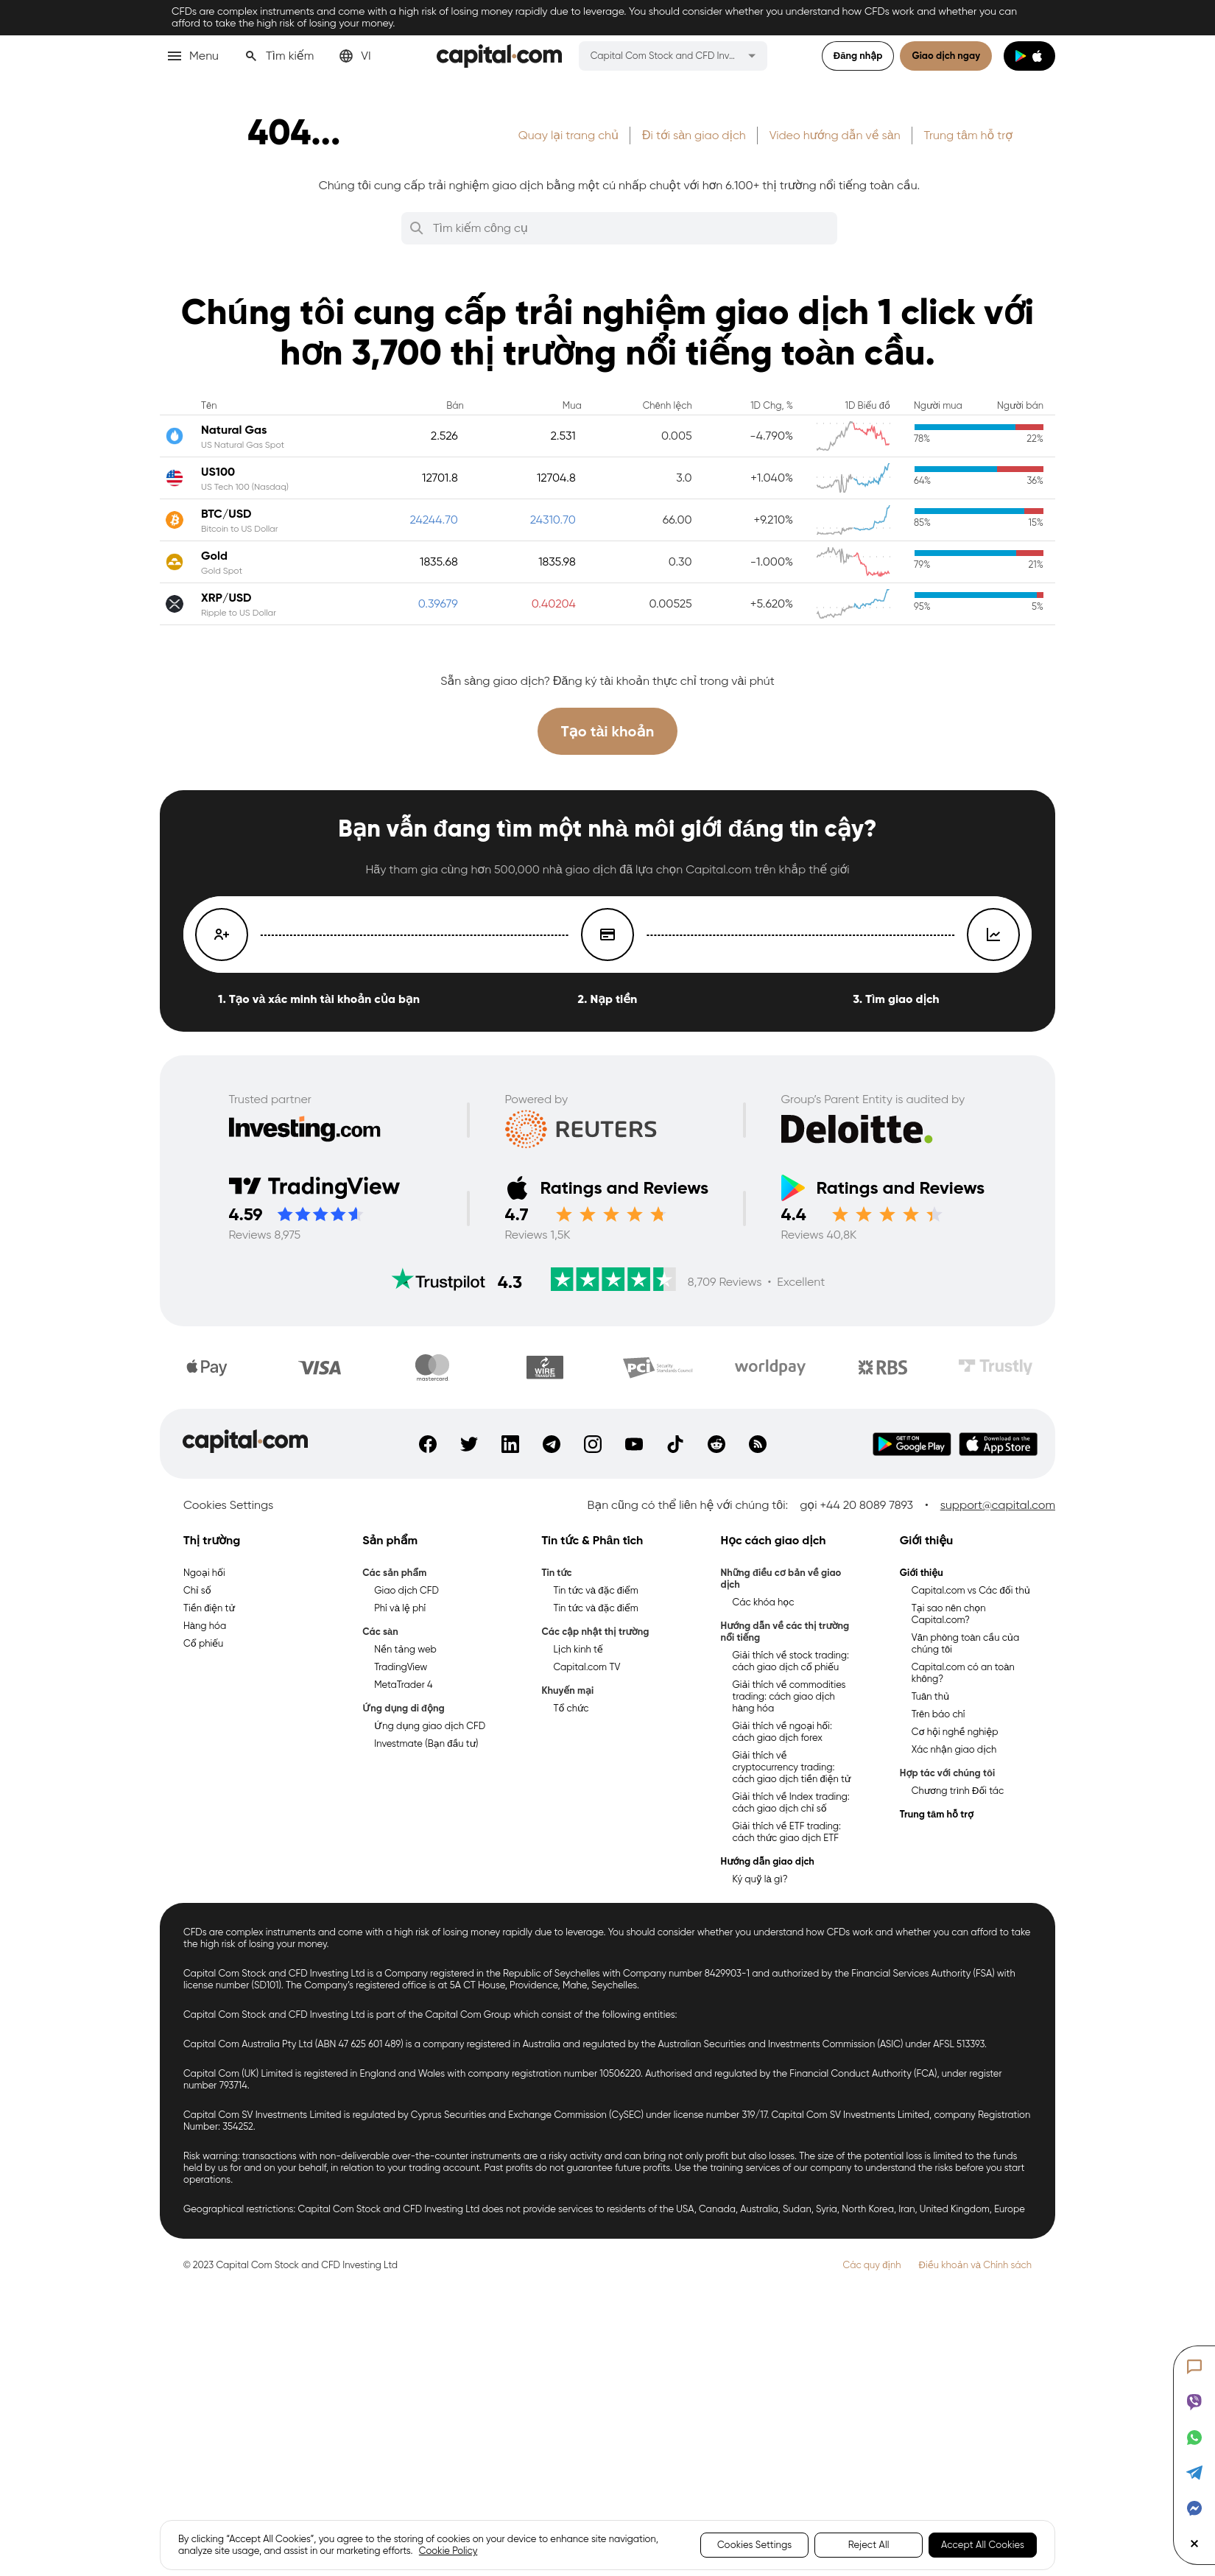 CFDs are complex instruments and come with a high risk of losing money rapidly due to leverage. You should consider whether you understand how CFDs work and whether you can
afford to take the high risk of losing your money.
Menu Tìm kiếm VI capital.com Capital Com Stock and CFD Inv... Đăng nhập Giao dịch ngay
404...
Quay lại trang chủ Đi tới sàn giao dịch Video hướng dẫn về sàn Trung tâm hỗ trợ
Chúng tôi cung cấp trải nghiệm giao dịch bằng một cú nhấp chuột với hơn 6.100+ thị trường nổi tiếng toàn cầu.
Tìm kiếm công cụ
Chúng tôi cung cấp trải nghiệm giao dịch 1 click với
hơn 3,700 thị trường nổi tiếng toàn cầu.
Tên Bán Mua Chênh lệch 1D Chg, % 1D Biểu đồ Người mua Người bán
Natural Gas 2.526 2.531 0.005 -4.790%
US Natural Gas Spot 78% 22%
US100 12701.8 12704.8 3.0 +1.040%
US Tech 100 (Nasdaq) 64% 36%
BTC/USD 24244.70 24310.70 66.00 +9.210%
Bitcoin to US Dollar 85% 15%
Gold 1835.68 1835.98 0.30 -1.000%
Gold Spot 79% 21%
XRP/USD 0.39679 0.40204 0.00525 +5.620%
Ripple to US Dollar 95% 5%
Sẵn sàng giao dịch? Đăng ký tài khoản thực chỉ trong vài phút
Tạo tài khoản
Bạn vẫn đang tìm một nhà môi giới đáng tin cậy?
Hãy tham gia cùng hơn 500,000 nhà giao dịch đã lựa chọn Capital.com trên khắp thế giới
1. Tạo và xác minh tài khoản của bạn 2. Nạp tiền 3. Tìm giao dịch
Trusted partner Powered by Group's Parent Entity is audited by
Investing.com REUTERS Deloitte.
TradingView Ratings and Reviews Ratings and Reviews
4.59 4.7 4.4
Reviews 8,975 Reviews 1,5K Reviews 40,8K
Trustpilot 4.3 8,709 Reviews • Excellent
Pay VISA mastercard WIRE TRANSFER PCI Security Standards Council worldpay RBS Trustly
capital.com GET IT ON Google Play Download on the App Store
Cookies Settings Bạn cũng có thể liên hệ với chúng tôi: gọi +44 20 8089 7893 • support@capital.com
Thị trường
Ngoại hối
Chỉ số
Tiền điện tử
Hàng hóa
Cổ phiếu
Sản phẩm
Các sản phẩm
Giao dịch CFD
Phí và lệ phí
Các sàn
Nền tảng web
TradingView
MetaTrader 4
Ứng dụng di động
Ứng dụng giao dịch CFD
Investmate (Bạn đầu tư)
Tin tức & Phân tích
Tin tức
Tin tức và đặc điểm
Tin tức và đặc điểm
Các cập nhật thị trường
Lịch kinh tế
Capital.com TV
Khuyến mại
Tổ chức
Học cách giao dịch
Những điều cơ bản về giao
dịch
Các khóa học
Hướng dẫn về các thị trường
nổi tiếng
Giải thích về stock trading:
cách giao dịch cổ phiếu
Giải thích về commodities
trading: cách giao dịch
hàng hóa
Giải thích về ngoại hối:
cách giao dịch forex
Giải thích về
cryptocurrency trading:
cách giao dịch tiền điện tử
Giải thích về Index trading:
cách giao dịch chỉ số
Giải thích về ETF trading:
cách thức giao dịch ETF
Hướng dẫn giao dịch
Ký quỹ là gì?
Giới thiệu
Giới thiệu
Capital.com vs Các đối thủ
Tại sao nên chọn
Capital.com?
Văn phòng toàn cầu của
chúng tôi
Capital.com có an toàn
không?
Tuân thủ
Trên báo chí
Cơ hội nghề nghiệp
Xác nhận giao dịch
Hợp tác với chúng tôi
Chương trình Đối tác
Trung tâm hỗ trợ
CFDs are complex instruments and come with a high risk of losing money rapidly due to leverage. You should consider whether you understand how CFDs work and whether you can afford to take
the high risk of losing your money.
Capital Com Stock and CFD Investing Ltd is a Company registered in the Republic of Seychelles with Company number 8429903-1 and authorized by the Financial Services Authority (FSA) with
license number (SD101). The Company's registered office is at 5A CT House, Providence, Mahe, Seychelles.
Capital Com Stock and CFD Investing Ltd is part of the Capital Com Group which consist of the following entities:
Capital Com Australia Pty Ltd (ABN 47 625 601 489) is a company registered in Australia and regulated by the Australian Securities and Investments Commission (ASIC) under AFSL 513393.
Capital Com (UK) Limited is registered in England and Wales with company registration number 10506220. Authorised and regulated by the Financial Conduct Authority (FCA), under register
number 793714.
Capital Com SV Investments Limited is regulated by Cyprus Securities and Exchange Commission (CySEC) under license number 319/17. Capital Com SV Investments Limited, company Registration
Number: 354252.
Risk warning: transactions with non-deliverable over-the-counter instruments are a risky activity and can bring not only profit but also losses. The size of the potential loss is limited to the funds
held by us for and on your behalf, in relation to your trading account. Past profits do not guarantee future profits. Use the training services of our company to understand the risks before you start
operations.
Geographical restrictions: Capital Com Stock and CFD Investing Ltd does not provide services to residents of the USA, Canada, Australia, Sudan, Syria, North Korea, Iran, United Kingdom, Europe
© 2023 Capital Com Stock and CFD Investing Ltd Các quy định Điều khoản và Chính sách
By clicking "Accept All Cookies", you agree to the storing of cookies on your device to enhance site navigation,
analyze site usage, and assist in our marketing efforts. Cookie Policy
Cookies Settings Reject All Accept All Cookies